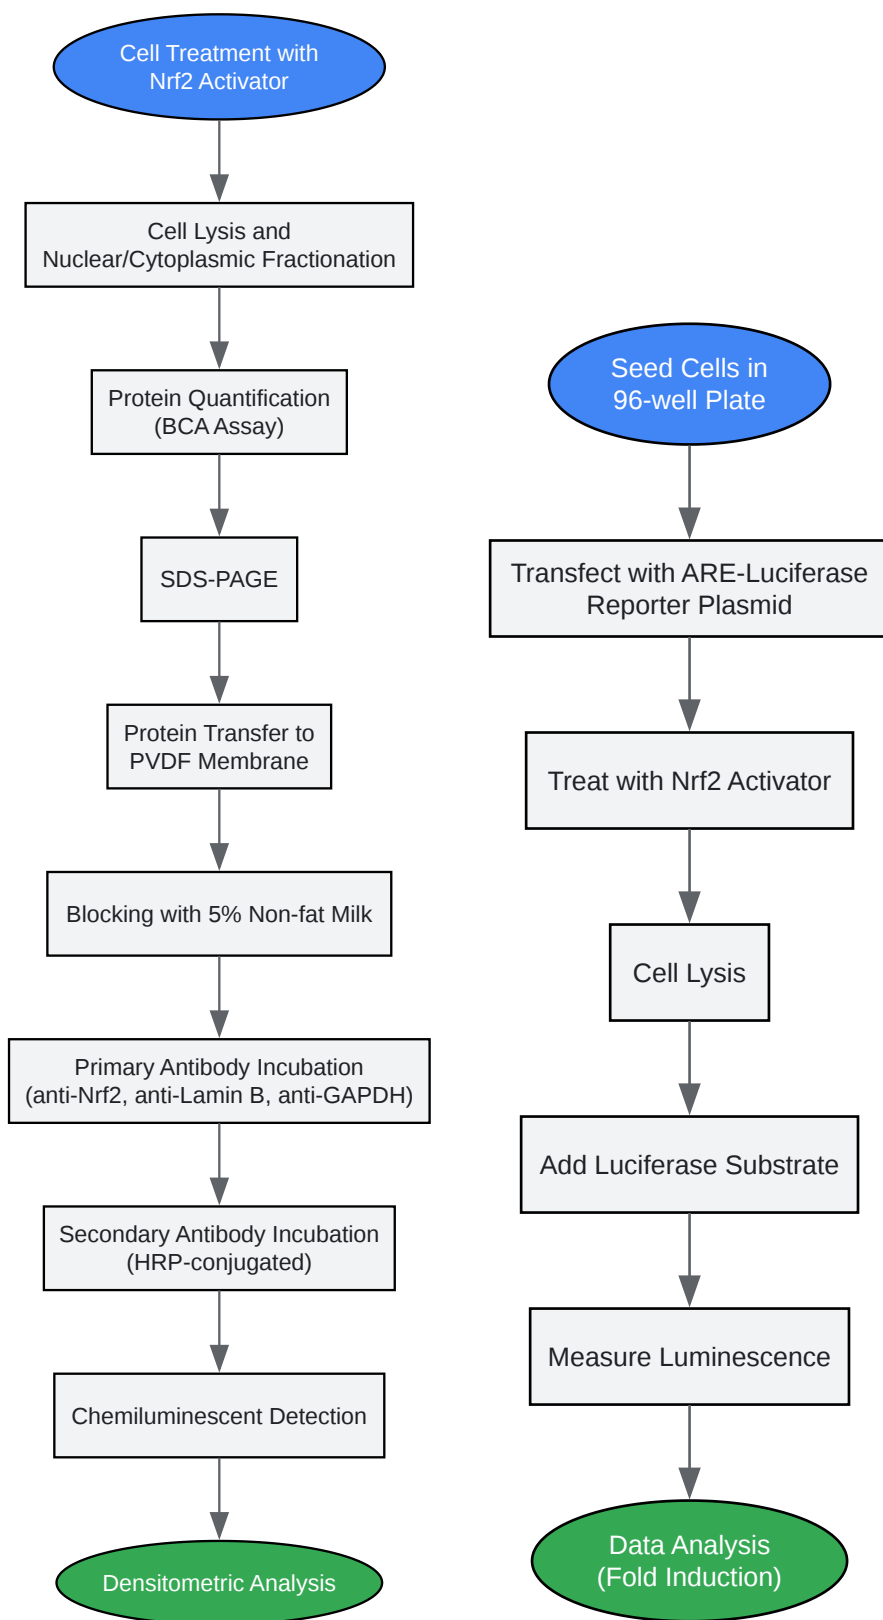 Cell Treatment with
Nrf2 Activator
Cell Lysis and
Nuclear/Cytoplasmic Fractionation
Protein Quantification
(BCA Assay)
SDS-PAGE
Protein Transfer to
PVDF Membrane
Blocking with 5% Non-fat Milk
Primary Antibody Incubation
(anti-Nrf2, anti-Lamin B, anti-GAPDH)
Secondary Antibody Incubation
(HRP-conjugated)
Chemiluminescent Detection
Densitometric Analysis
Seed Cells in
96-well Plate
Transfect with ARE-Luciferase
Reporter Plasmid
Treat with Nrf2 Activator
Cell Lysis
Add Luciferase Substrate
Measure Luminescence
Data Analysis
(Fold Induction)